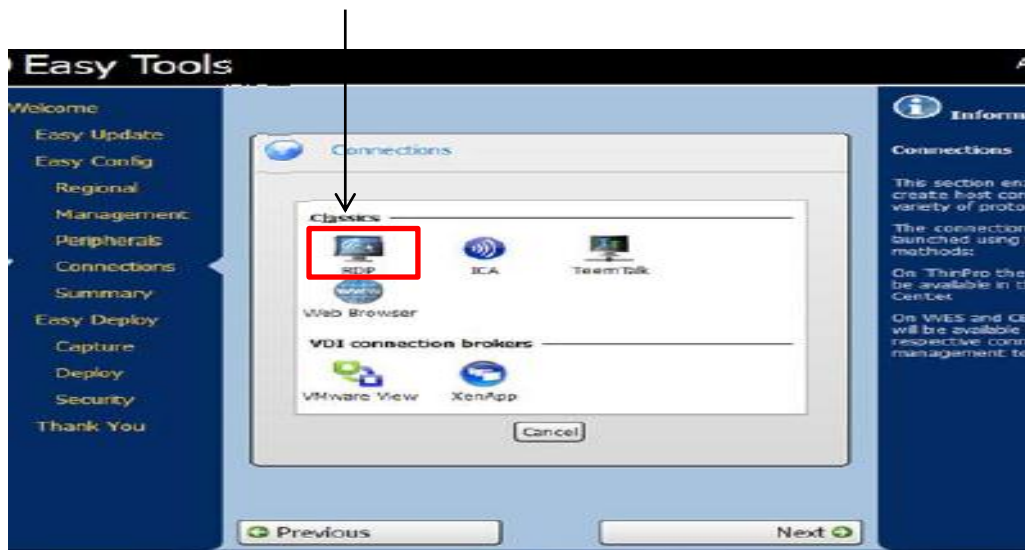 Easy Tools
A
Welcome
Easy Update
Easy Config
Regional
Management
Peripherals
Connections
Summary
Easy Deploy
Capture
Deploy
Security
Thank You
Connections
Classics
RDP
ICA
TeemTalk
Web Browser
VDI connection brokers
VMware View
XenApp
Cancel
Previous
Next
Inform
Connections
This section en
create host con
variety of proto
The connection
launched using
methods:
On ThinPro the
be available in t
Center
On WES and CE
will be available
respective conn
management to